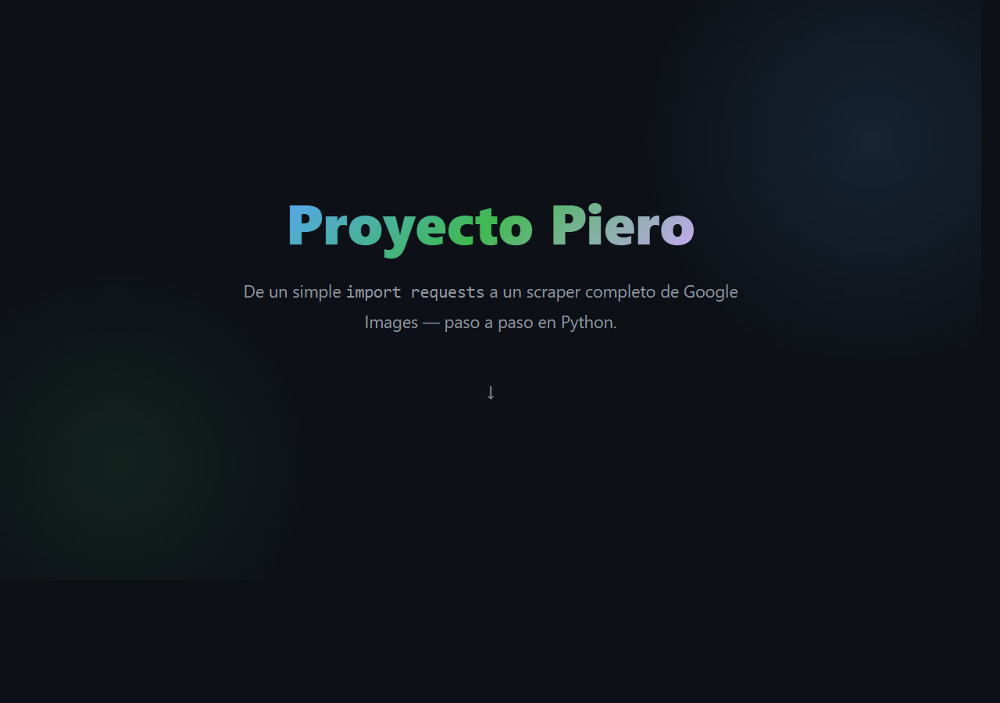 Proyecto Piero
De un simple import requests a un scraper completo de Google
Images — paso a paso en Python.
↓